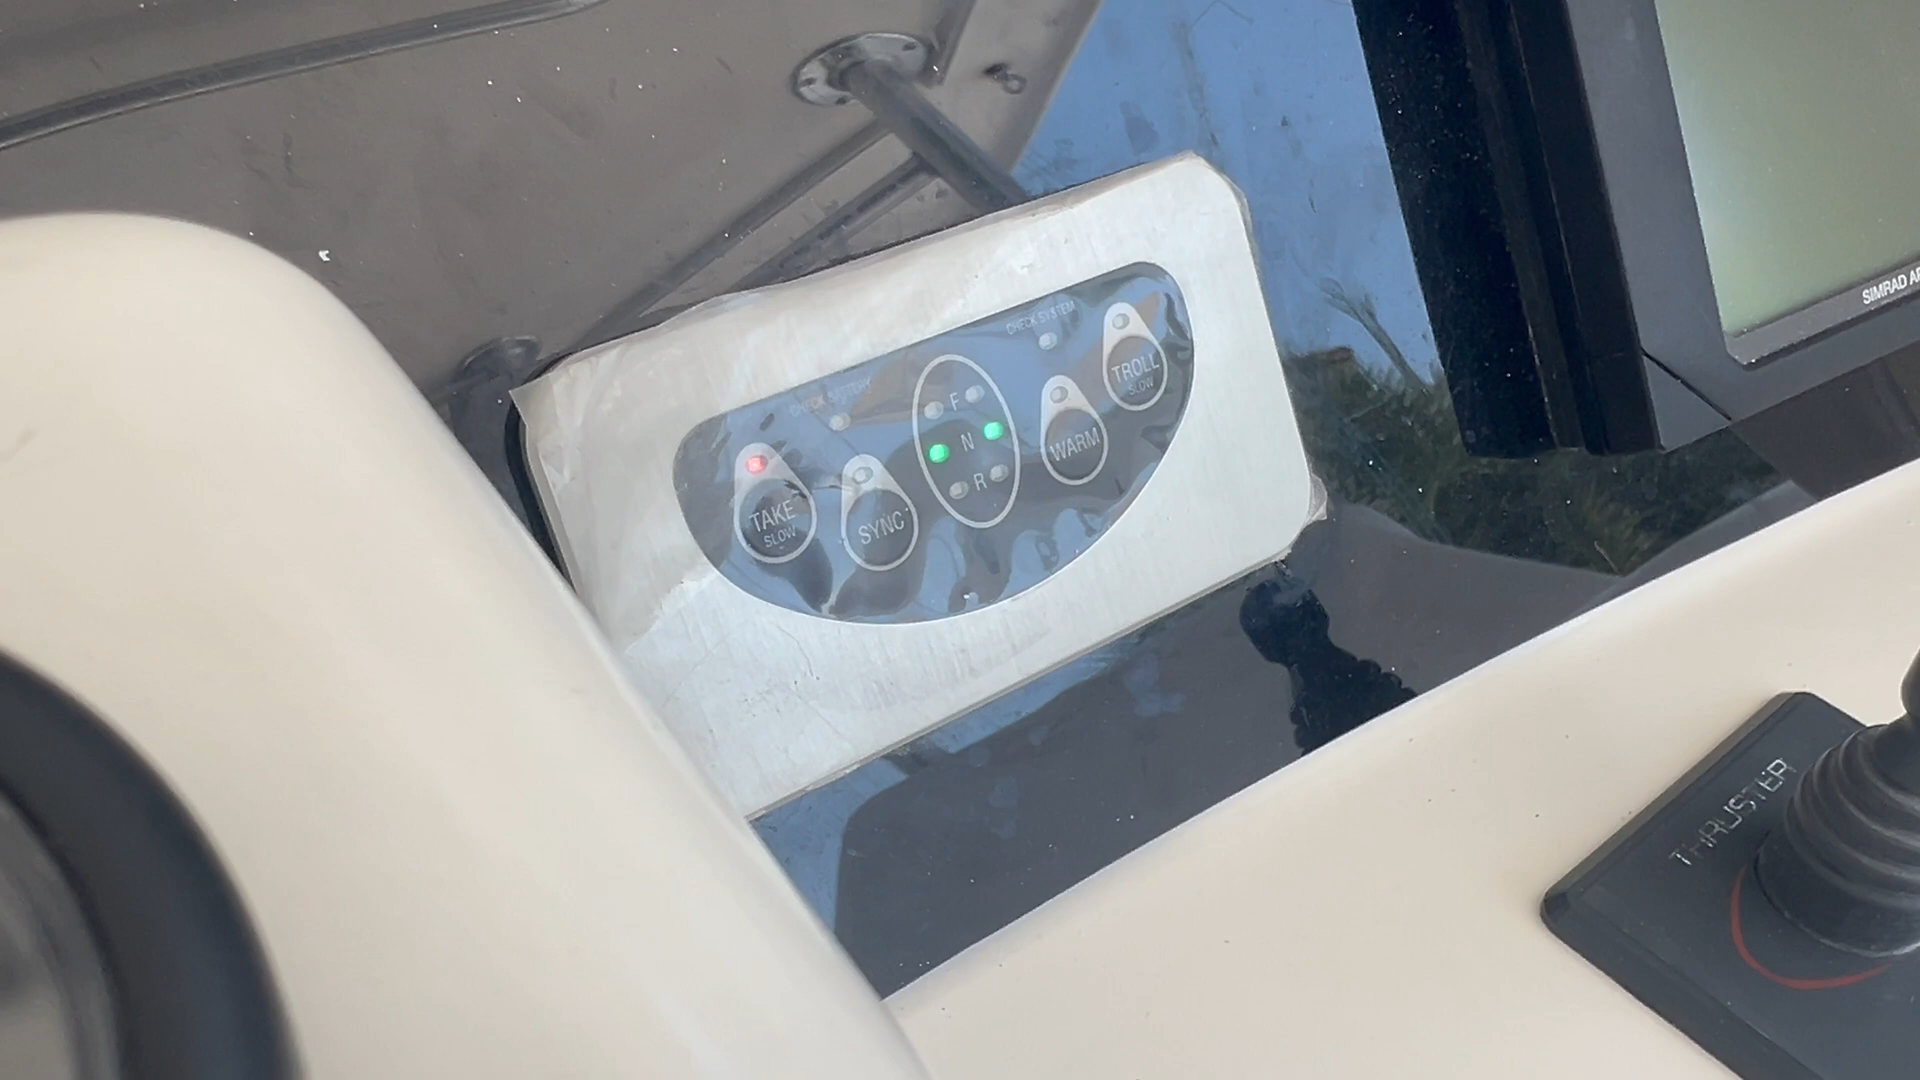 CHECK SYSTEM
CHECK BATTERY
TROLL
SLOW
F
N
WARM
R
TAKE
SLOW
SYNC
SIMRAD
THRUSTER